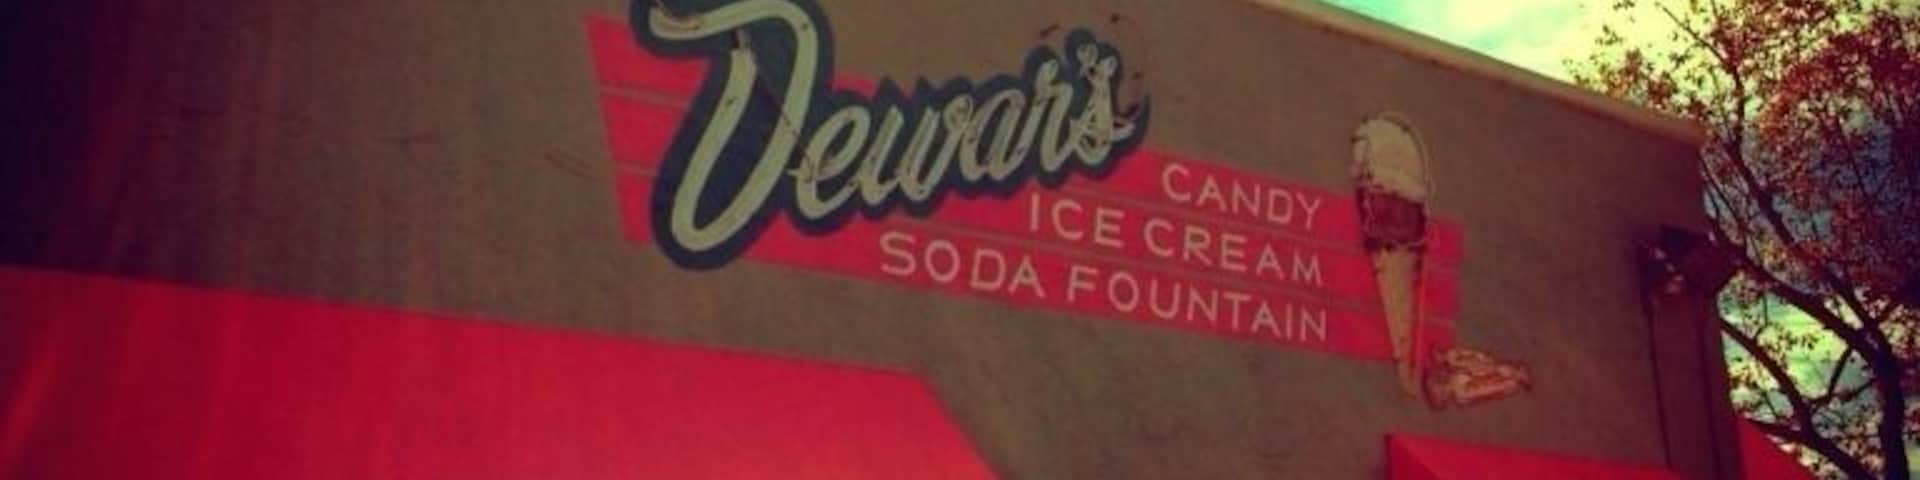 Dewar's
CANDY
ICE CREAM
SODA FOUNTAIN